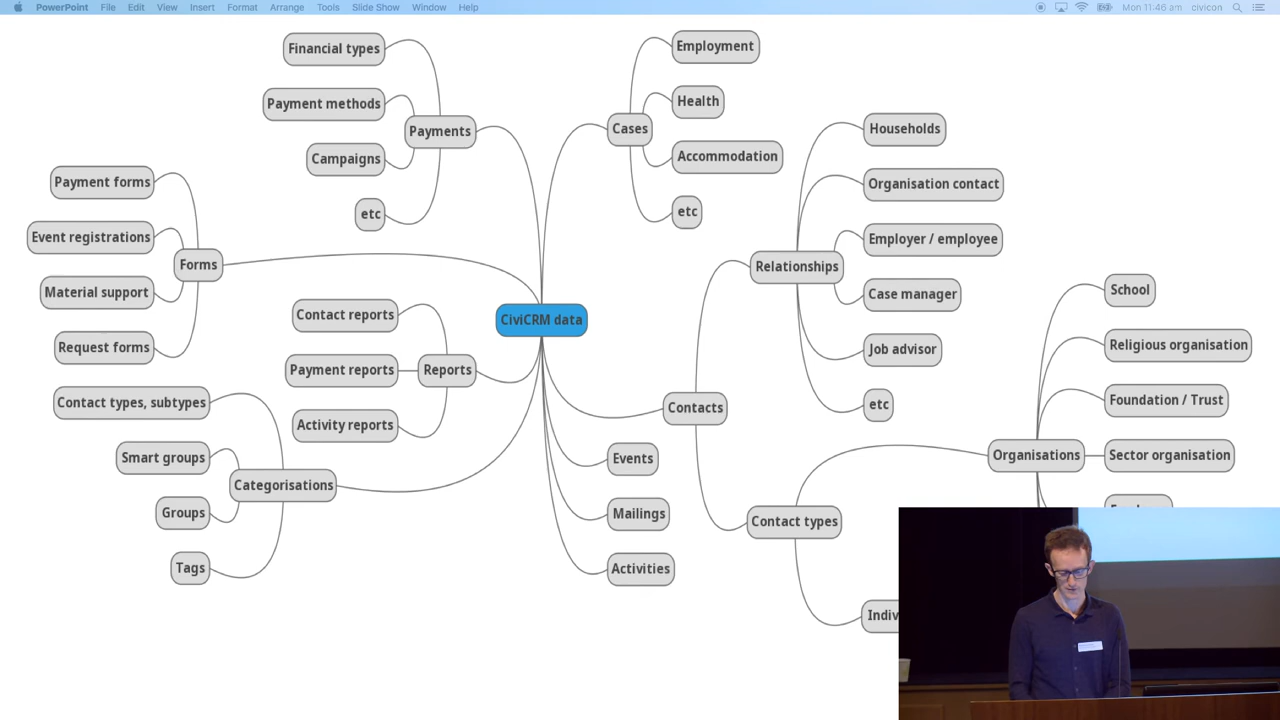 PowerPoint File Edit View Insert Format Arrange Tools Slide Show Window Help Mon 11.46 am civicon
Financial types
Payment methods
Campaigns
etc
Payments
Payment forms
Event registrations
Material support
Request forms
Forms
Contact reports
Payment reports
Activity reports
Reports
Contact types, subtypes
Smart groups
Groups
Tags
Categorisations
CiviCRM data
Cases
Employment
Health
Accommodation
etc
Contacts
Relationships
Households
Organisation contact
Employer / employee
Case manager
Job advisor
etc
Contact types
Organisations
School
Religious organisation
Foundation / Trust
Sector organisation
Events
Mailings
Activities